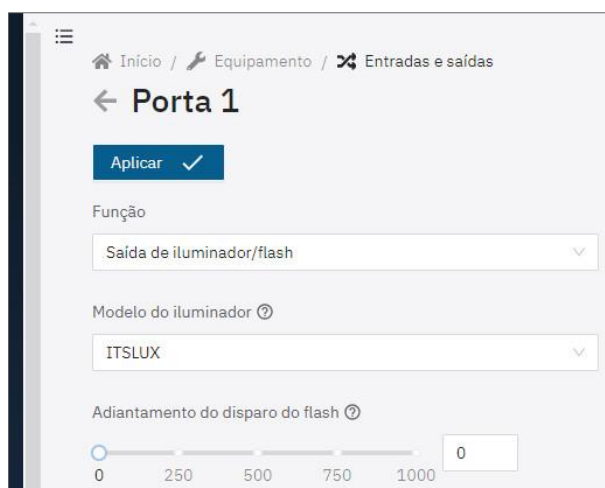 Início / Equipamento / Entradas e saídas
Porta 1
Aplicar
Função
Saída de iluminador/flash
Modelo do iluminador
ITSLUX
Adiantamento do disparo do flash
0
0 250 500 750 1000